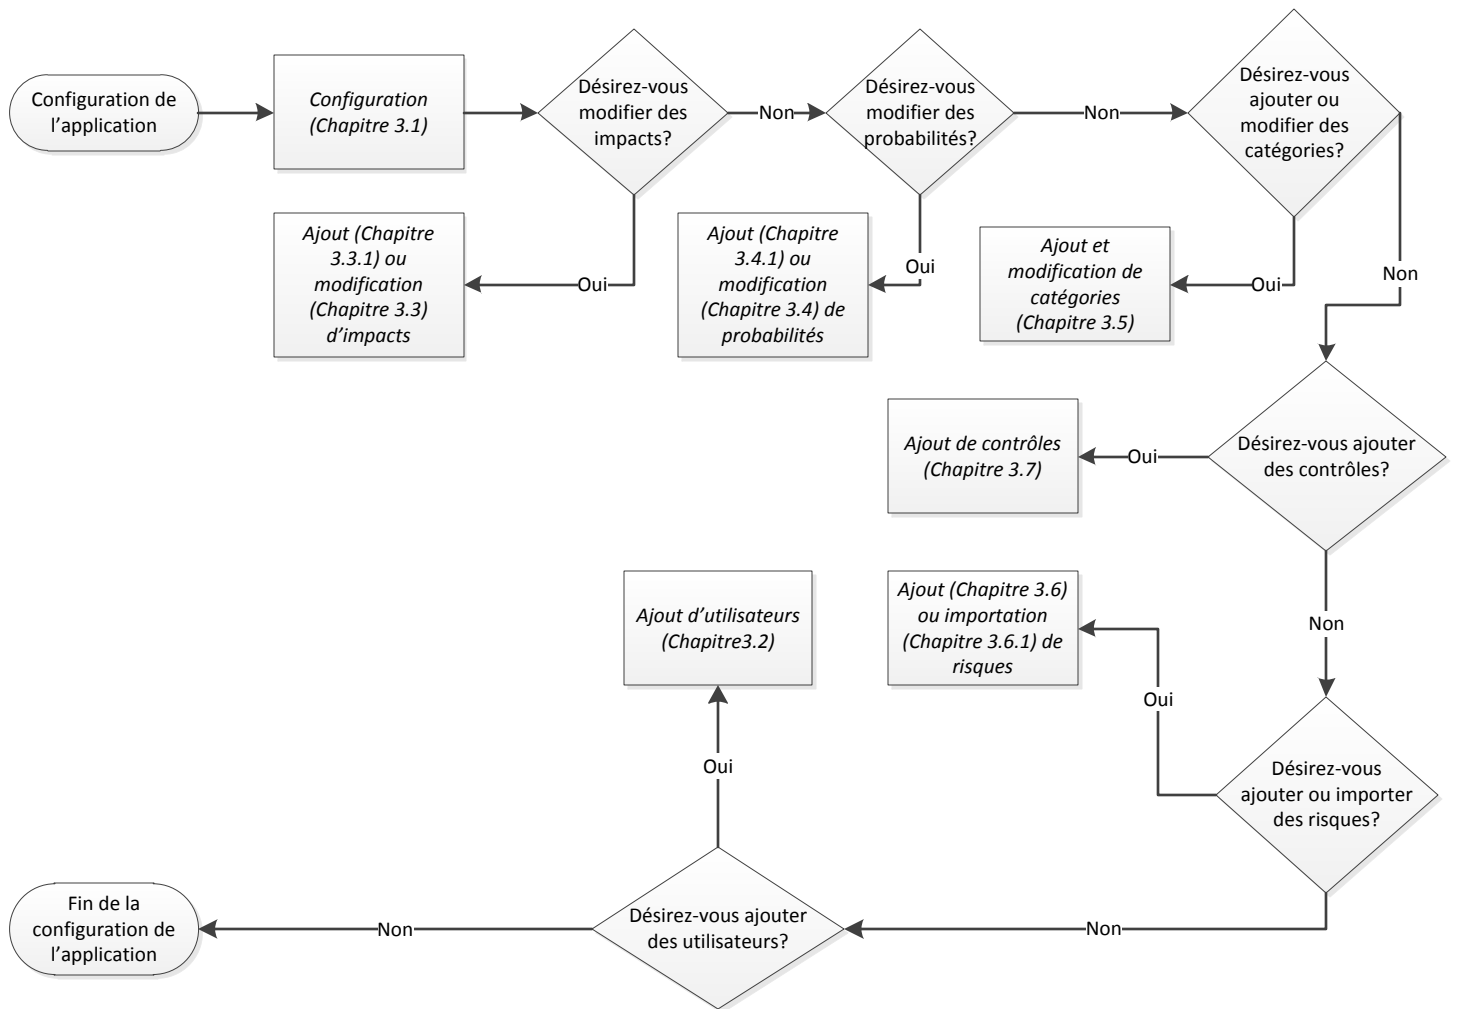 Configuration de
l’application
Configuration
(Chapitre 3.1)
Désirez-vous
modifier des
impacts?
Non
Désirez-vous
modifier des
probabilités?
Non
Désirez-vous
ajouter ou
modifier des
catégories?
Ajout (Chapitre
3.3.1) ou
modification
(Chapitre 3.3)
d’impacts
Oui
Ajout (Chapitre
3.4.1) ou
modification
(Chapitre 3.4) de
probabilités
Oui
Ajout et
modification de
catégories
(Chapitre 3.5)
Oui
Non
Ajout de contrôles
(Chapitre 3.7)
Oui
Désirez-vous ajouter
des contrôles?
Non
Ajout d’utilisateurs
(Chapitre3.2)
Ajout (Chapitre 3.6)
ou importation
(Chapitre 3.6.1) de
risques
Oui
Désirez-vous
ajouter ou importer
des risques?
Oui
Fin de la
configuration de
l’application
Non
Désirez-vous ajouter
des utilisateurs?
Non